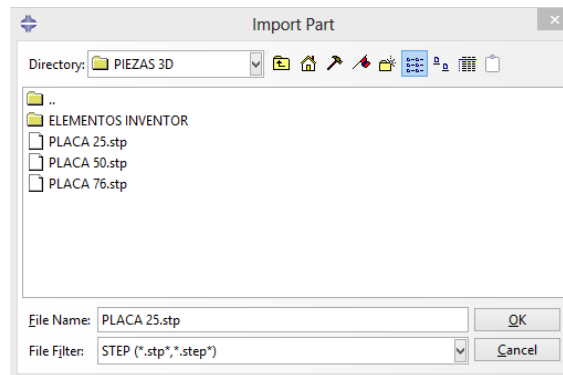 Import Part
Directory: PIEZAS 3D
..
ELEMENTOS INVENTOR
PLACA 25.stp
PLACA 50.stp
PLACA 76.stp
File Name: PLACA 25.stp OK
File Filter: STEP (*.stp*,*.step*) Cancel